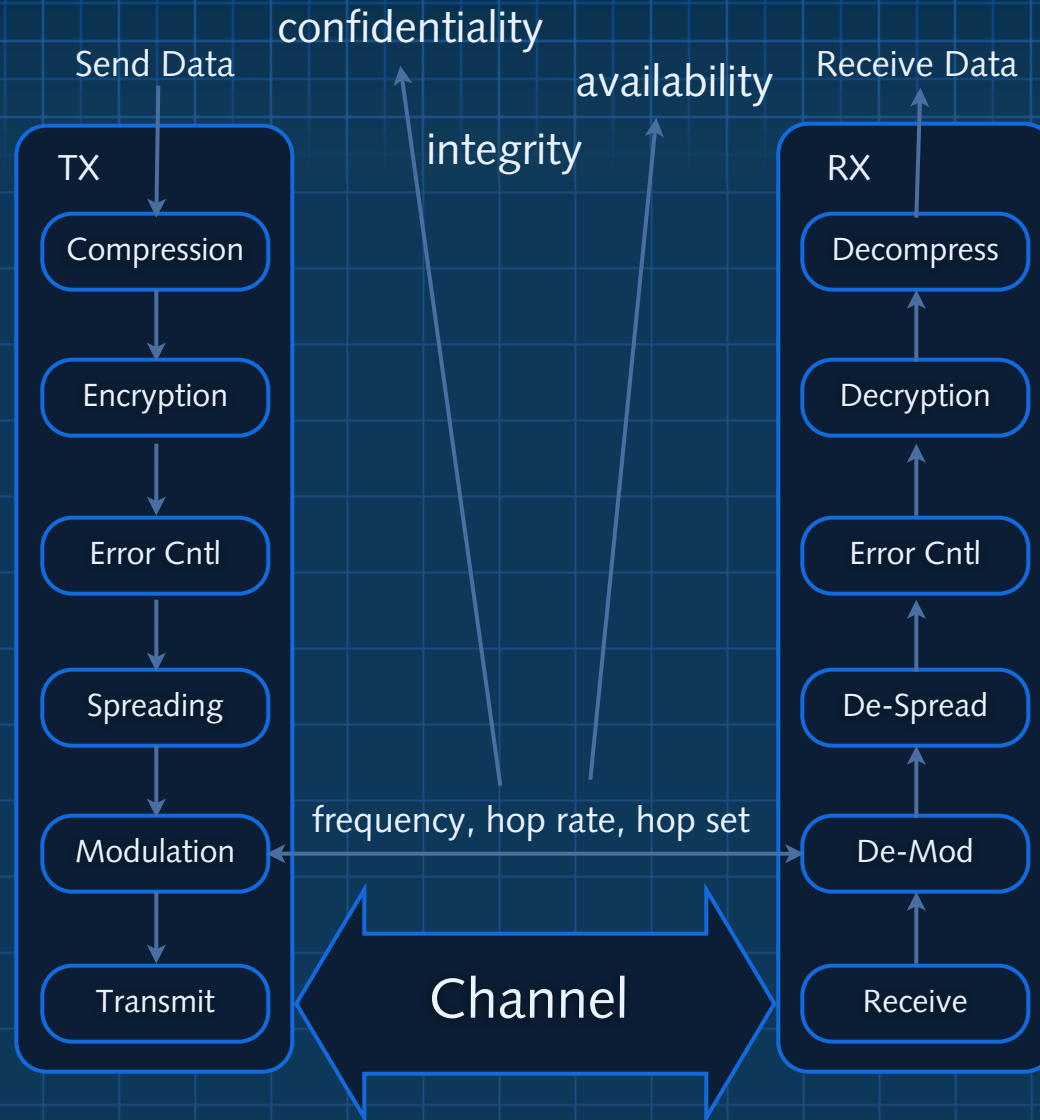 confidentiality
availability
integrity
Send Data
TX
Compression
Encryption
Error Cntl
Spreading
Modulation
Transmit
frequency, hop rate, hop set
Channel
Receive Data
RX
Decompress
Decryption
Error Cntl
De-Spread
De-Mod
Receive